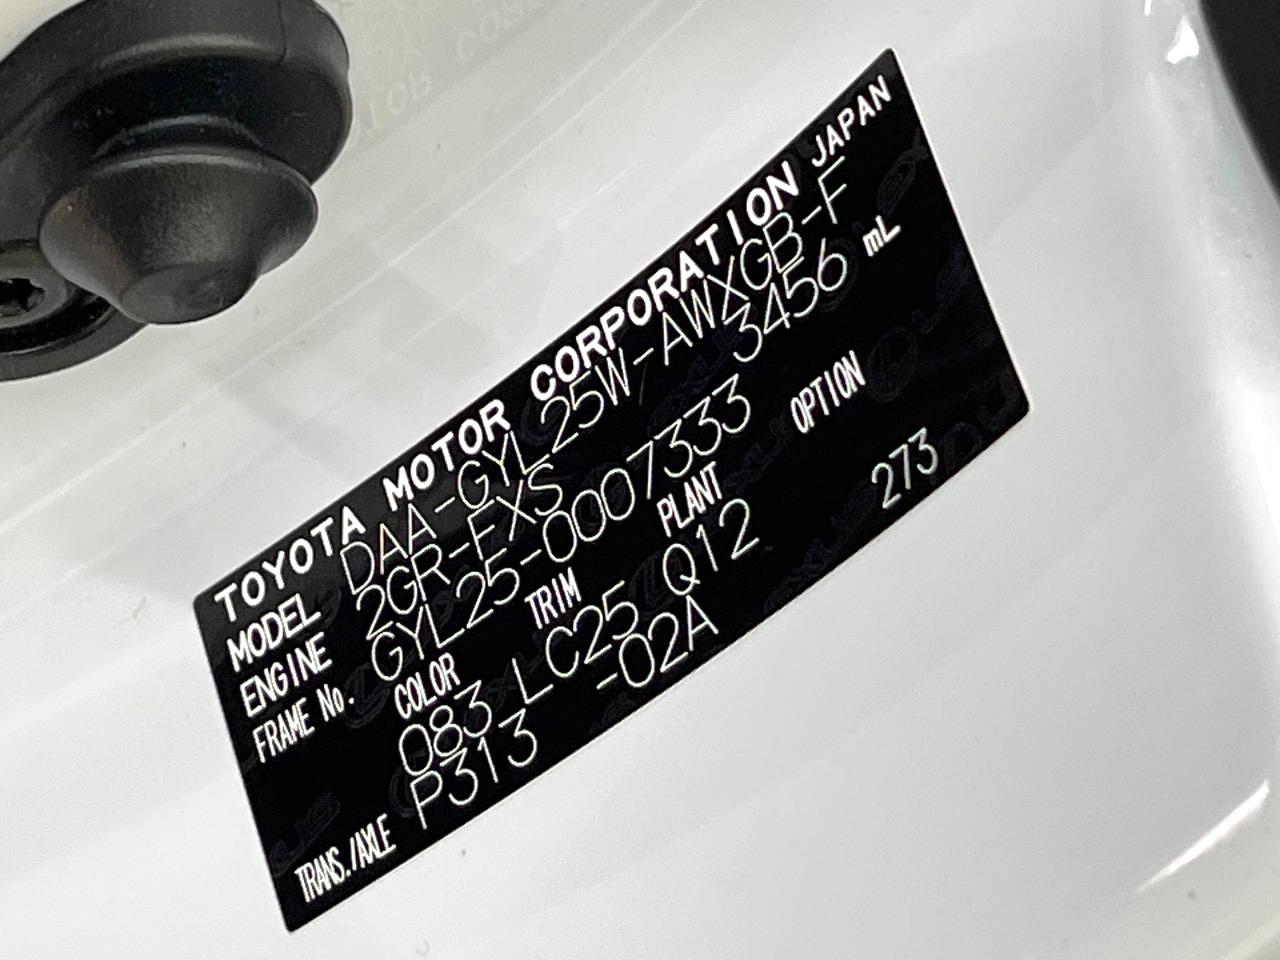 TOYOTA MOTOR CORPORATION JAPAN
MODEL DAA-GYL25W-AWXGB-F
ENGINE 2GR-FXS 3456 mL
FRAME No. GYL25-0007333
COLOR TRIM PLANT OPTION
083 LC25 Q12 273
TRANS./AXLE P313 -02A